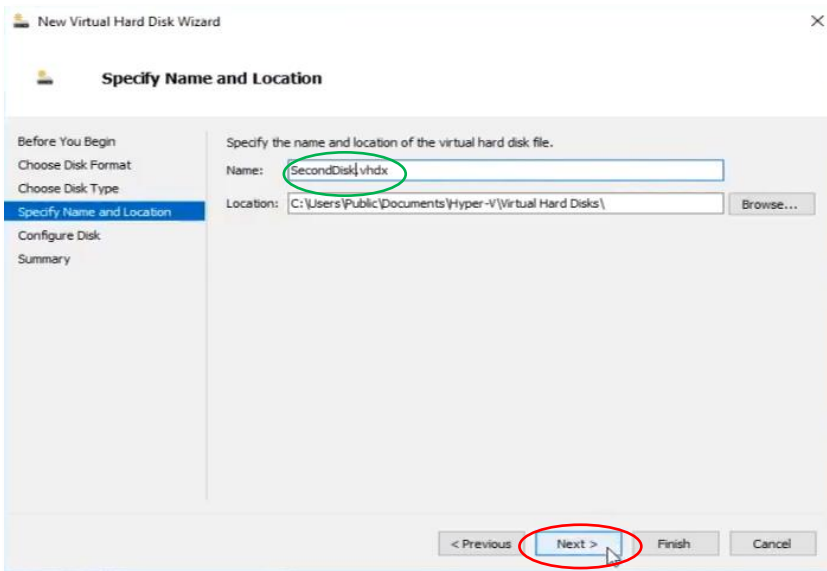 New Virtual Hard Disk Wizard
Specify Name and Location
Before You Begin
Choose Disk Format
Choose Disk Type
Specify Name and Location
Configure Disk
Summary
Specify the name and location of the virtual hard disk file.
Name: SecondDisk.vhdx
Location: C:\Users\Public\Documents\Hyper-V\Virtual Hard Disks\ Browse...
< Previous Next > Finish Cancel